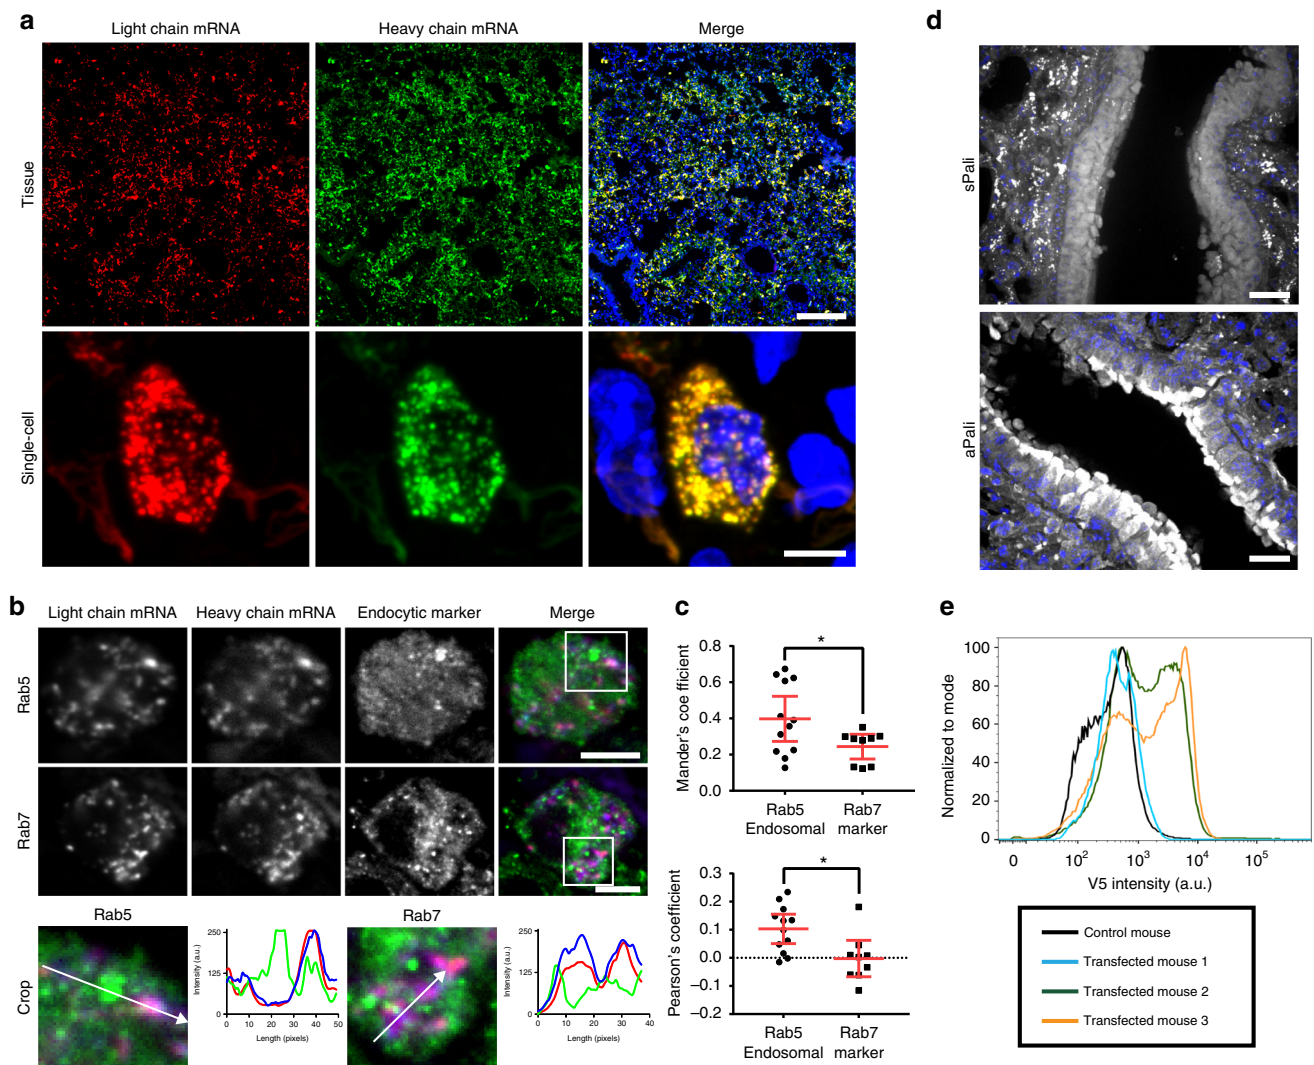 a
Light chain mRNA
Heavy chain mRNA
Merge
Tissue
Single-cell
b
Light chain mRNA
Heavy chain mRNA
Endocytic marker
Merge
Rab5
Rab7
Crop
Rab5
Intensity (a.u.)
250
125
0
0 10 20 30 40 50
Length (pixels)
Rab7
Intensity (a.u.)
250
125
0
0 10 20 30 40
Length (pixels)
c
Mander's coe fficient
0.8
0.6
0.4
0.2
0.0
*
Rab5 Rab7
Endosomal marker
Pearson's coefficient
0.3
0.2
0.1
0.0
–0.1
–0.2
*
Rab5 Rab7
Endosomal marker
d
sPali
aPali
e
Normalized to mode
100
80
60
40
20
0
0 10² 10³ 10⁴ 10⁵
V5 intensity (a.u.)
Control mouse
Transfected mouse 1
Transfected mouse 2
Transfected mouse 3